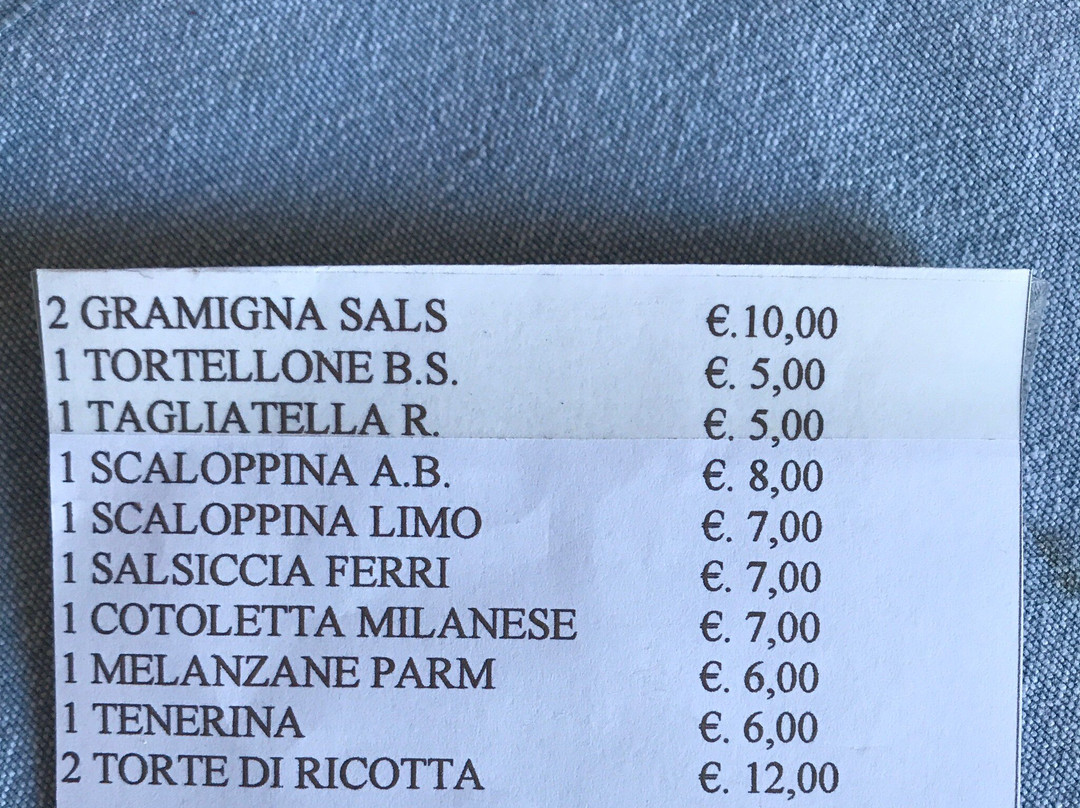 2 GRAMIGNA SALS €.10,00
1 TORTELLONE B.S. €. 5,00
1 TAGLIATELLA R. €. 5,00
1 SCALOPPINA A.B. €. 8,00
1 SCALOPPINA LIMO €. 7,00
1 SALSICCIA FERRI €. 7,00
1 COTOLETTA MILANESE €. 7,00
1 MELANZANE PARM €. 6,00
1 TENERINA €. 6,00
2 TORTE DI RICOTTA €. 12,00